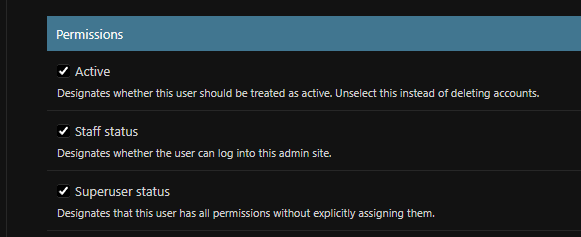 Permissions
Active
Designates whether this user should be treated as active. Unselect this instead of deleting accounts.
Staff status
Designates whether the user can log into this admin site.
Superuser status
Designates that this user has all permissions without explicitly assigning them.